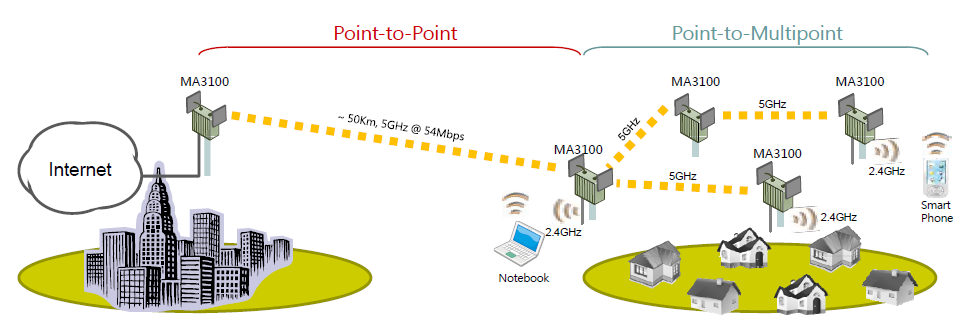 Point-to-Point
Point-to-Multipoint
MA3100
~ 50Km, 5GHz @ 54Mbps
Internet
MA3100
2.4GHz
Notebook
5GHz
MA3100
5GHz
MA3100
2.4GHz
Smart
Phone
5GHz
MA3100
2.4GHz